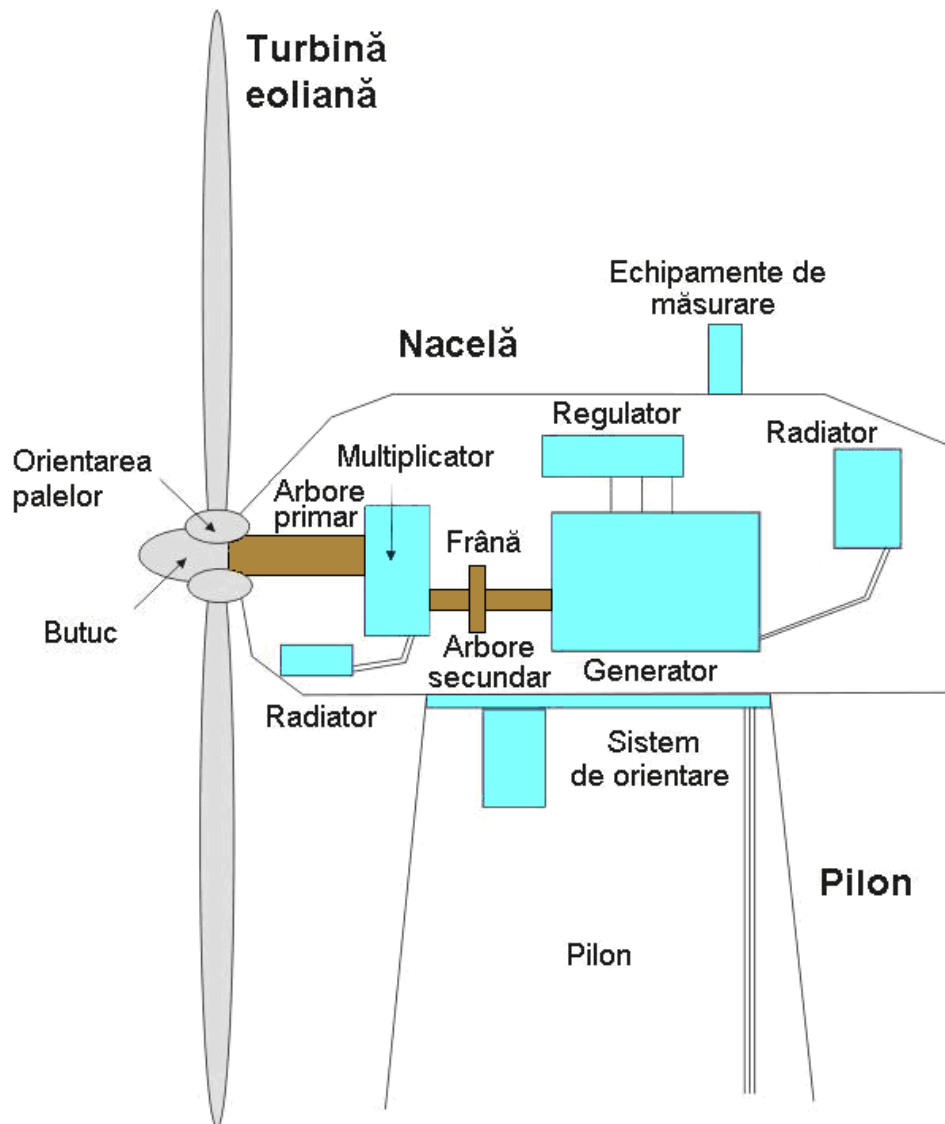 Turbină
eoliană
Echipamente de
măsurare
Nacelă
Regulator
Radiator
Orientarea
palelor
Multiplicator
Arbore
primar
Frână
Butuc
Arbore
secundar
Generator
Radiator
Sistem
de orientare
Pilon
Pilon